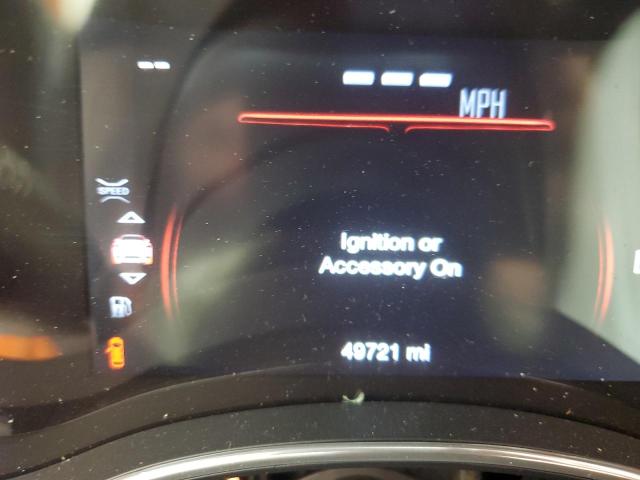 -- 
--- MPH
SPEED
Ignition or
Accessory On
49721 mi